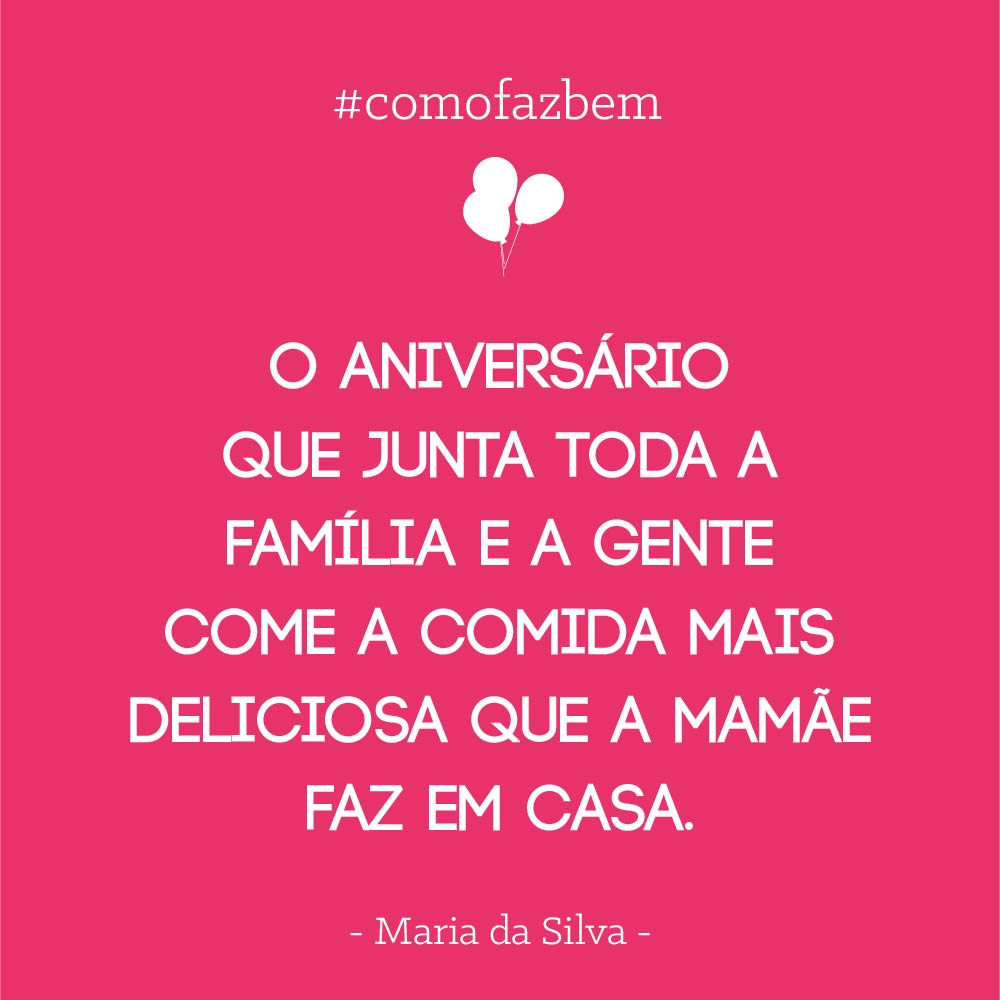 #comofazbem
O ANIVERSÁRIO
QUE JUNTA TODA A
FAMÍLIA E A GENTE
COME A COMIDA MAIS
DELICIOSA QUE A MAMÃE
FAZ EM CASA.
- Maria da Silva -